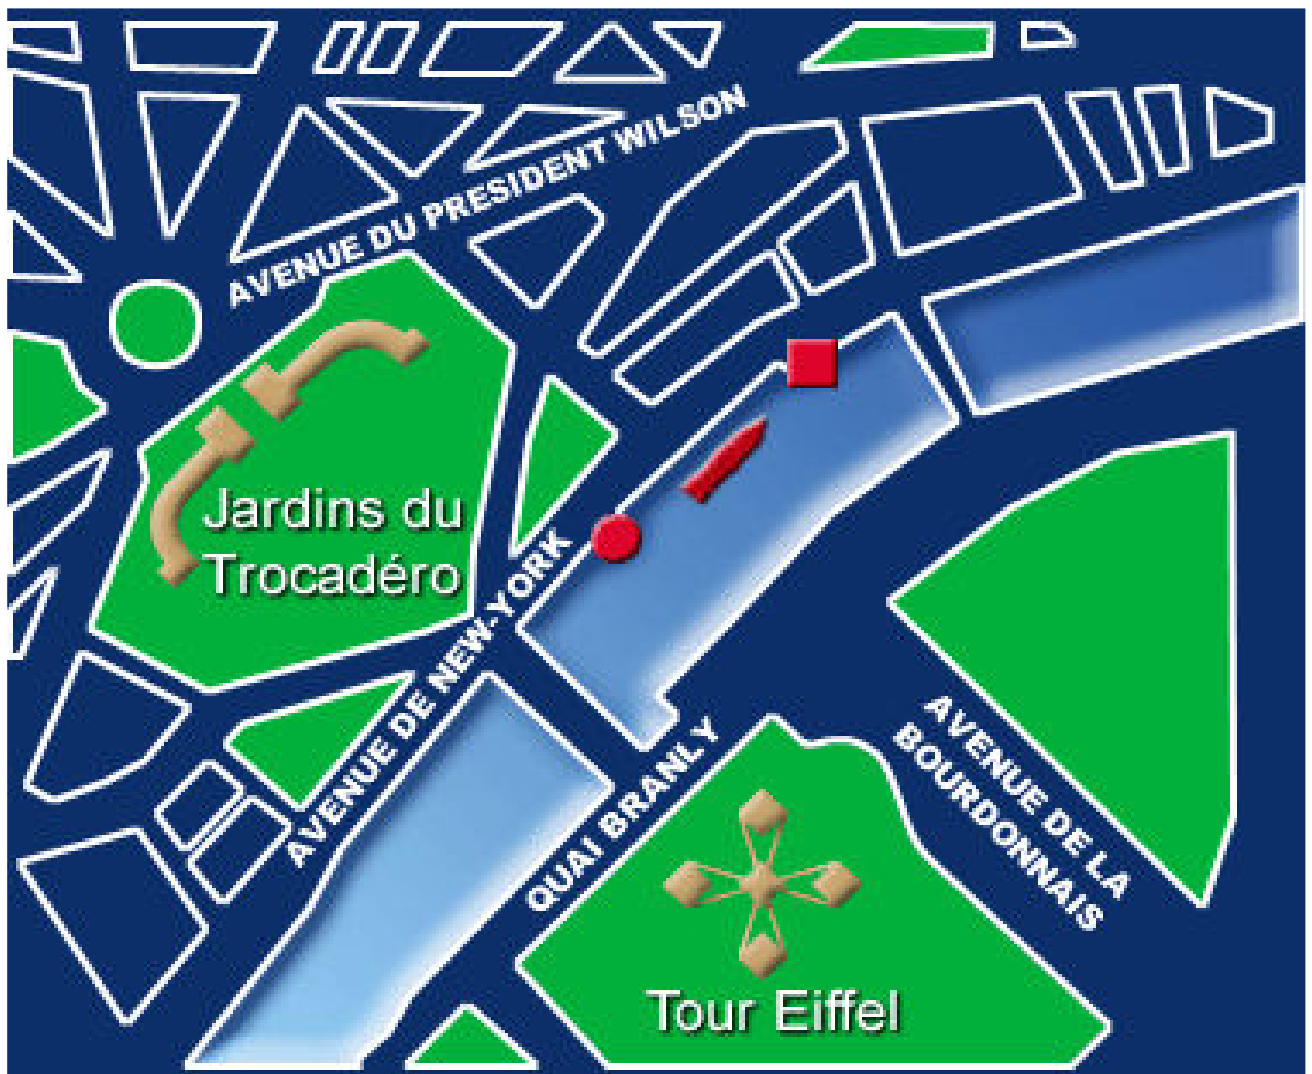 AVENUE DU PRESIDENT WILSON
Jardins du
Trocadéro
AVENUE DE NEW-YORK
QUAI BRANLY
AVENUE DE LA
BOURDONNAIS
Tour Eiffel